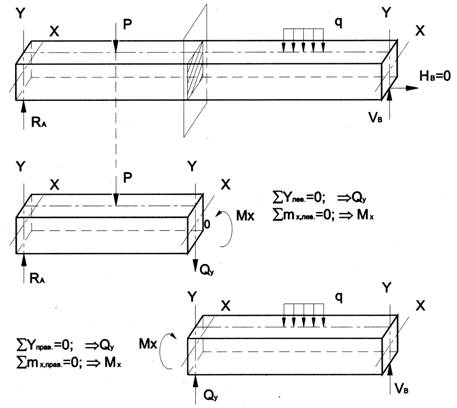 Y
X
P
q
Y
X
H_B=0
R_A
V_B
Y
X
P
Y
X
0
Mx
∑Y_лев.=0; ⇒Q_y
∑m_x,лев.=0; ⇒ M_x
R_A
Q_y
Y
X
q
Y
X
∑Y_прав.=0; ⇒Q_y
∑m_x,прав.=0; ⇒ M_x
Mx
Q_y
V_B